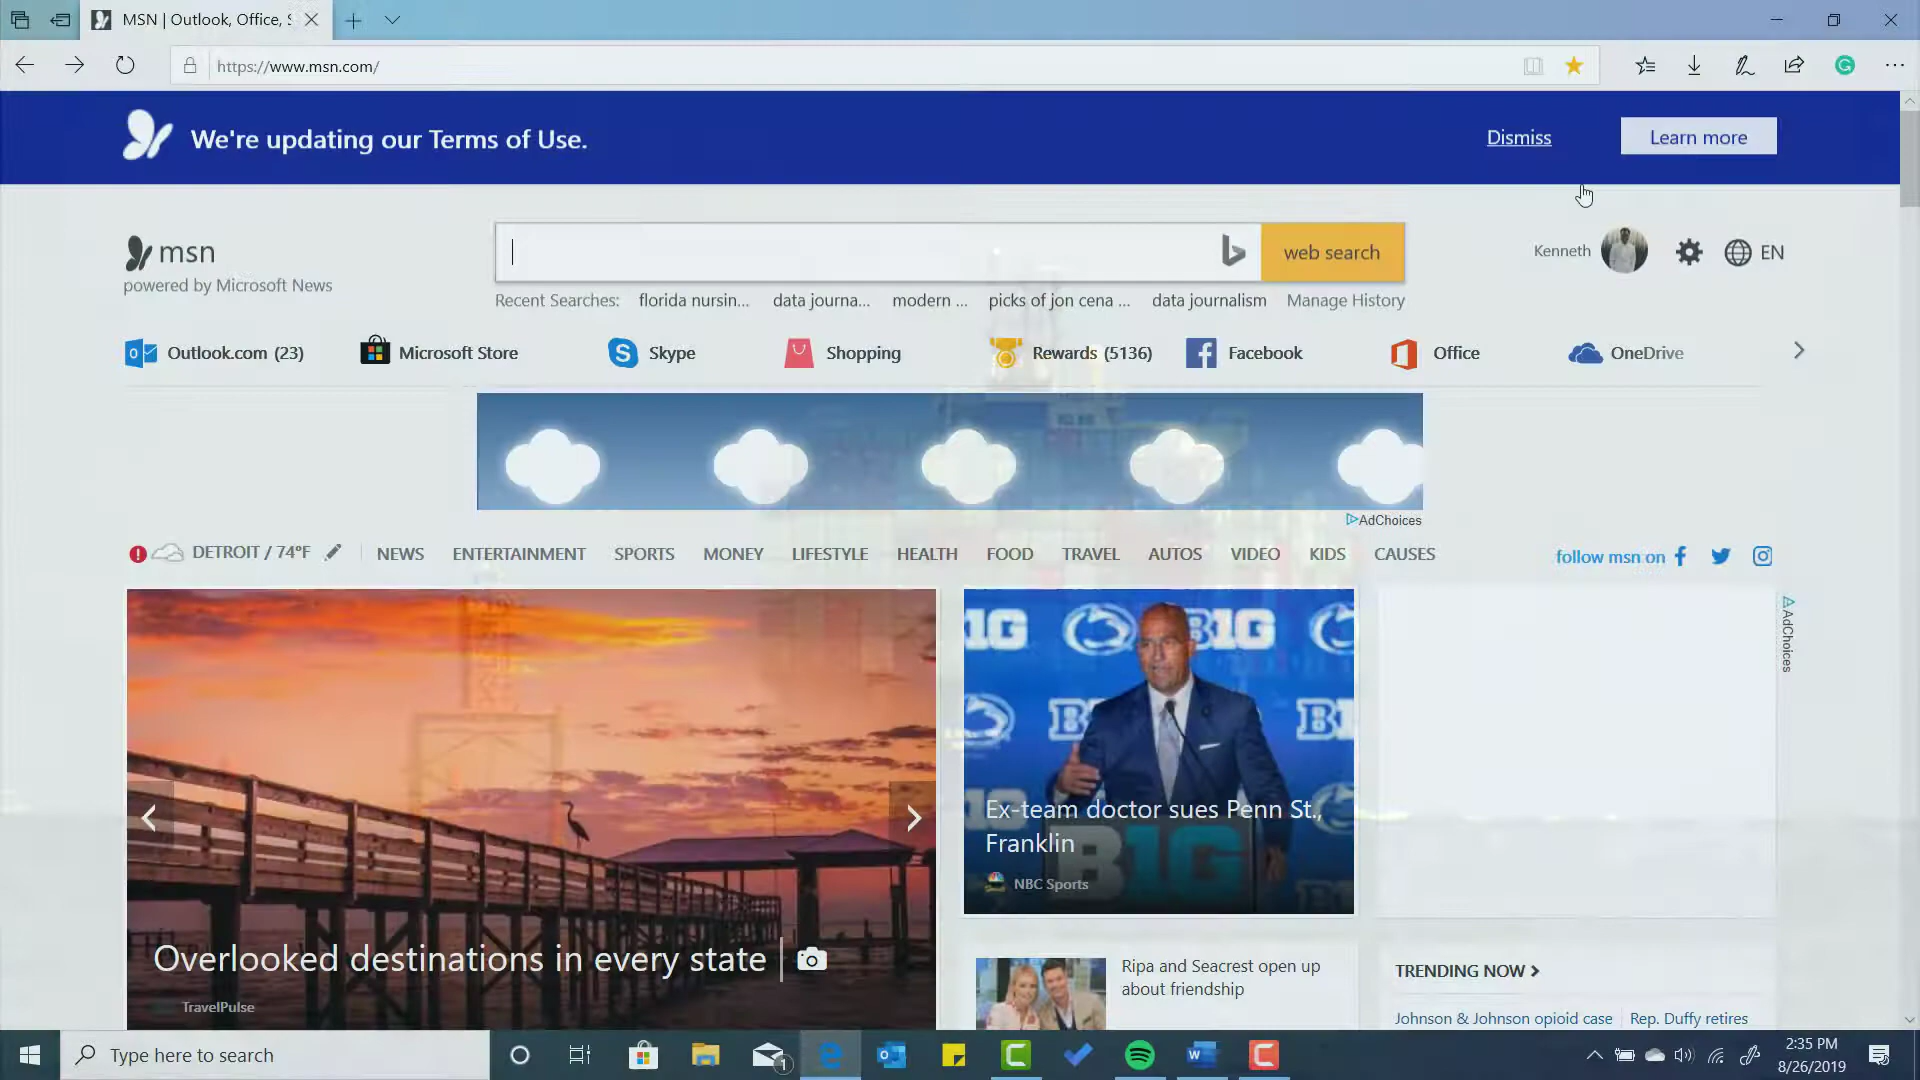 MSN | Outlook, Office, S
https://www.msn.com/
We're updating our Terms of Use.
Dismiss
Learn more
msn
powered by Microsoft News
web search
Kenneth
EN
Recent Searches: florida nursin... data journa... modern ... picks of jon cena ... data journalism Manage History
Outlook.com (23)
Microsoft Store
Skype
Shopping
Rewards (5136)
Facebook
Office
OneDrive
AdChoices
DETROIT / 74°F
NEWS ENTERTAINMENT SPORTS MONEY LIFESTYLE HEALTH FOOD TRAVEL AUTOS VIDEO KIDS CAUSES
follow msn on
AdChoices
B1G B1G
B1G
Overlooked destinations in every state
TravelPulse
Ex-team doctor sues Penn St.,
Franklin
NBC Sports
Ripa and Seacrest open up
about friendship
TRENDING NOW
Johnson & Johnson opioid case Rep. Duffy retires
Type here to search
1
2:35 PM
8/26/2019